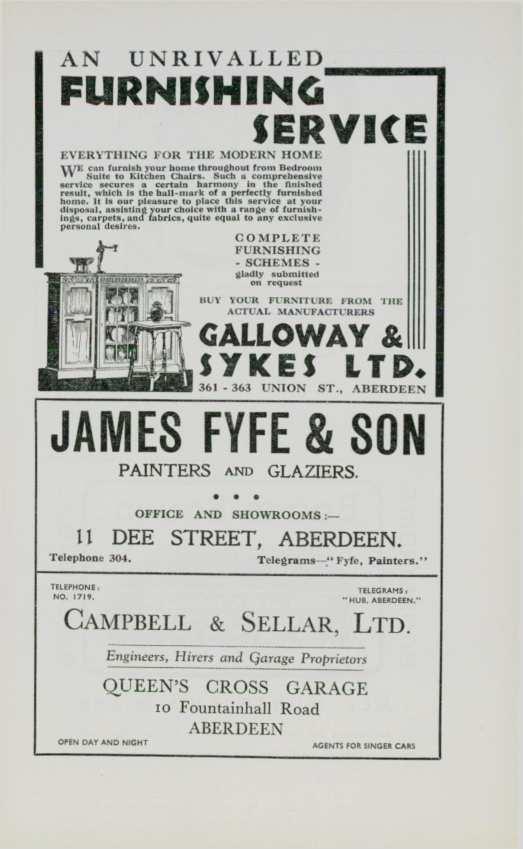 AN UNRIVALLED
FURNISHING
SERVICE
EVERYTHING FOR THE MODERN HOME
WE can furnish your home throughout from Bedroom
Suite to Kitchen Chairs. Such a comprehensive
service secures a certain harmony in the finished
result, which is the hall-mark of a perfectly furnished
home. It is our pleasure to place this service at your
disposal, assisting your choice with a range of furnish-
ings, carpets, and fabrics, quite equal to any exclusive
personal desires.
COMPLETE
FURNISHING
- SCHEMES -
gladly submitted
on request
BUY YOUR FURNITURE FROM THE
ACTUAL MANUFACTURERS
GALLOWAY &
SYKES LTD.
361 - 363 UNION ST., ABERDEEN
JAMES FYFE & SON
PAINTERS AND GLAZIERS.
• • •
OFFICE AND SHOWROOMS :—
11 DEE STREET, ABERDEEN.
Telephone 304. Telegrams—"Fyfe, Painters."
TELEPHONE: TELEGRAMS:
NO. 1719. "HUB, ABERDEEN."
CAMPBELL & SELLAR, LTD.
Engineers, Hirers and Garage Proprietors
QUEEN'S CROSS GARAGE
10 Fountainhall Road
ABERDEEN
OPEN DAY AND NIGHT AGENTS FOR SINGER CARS